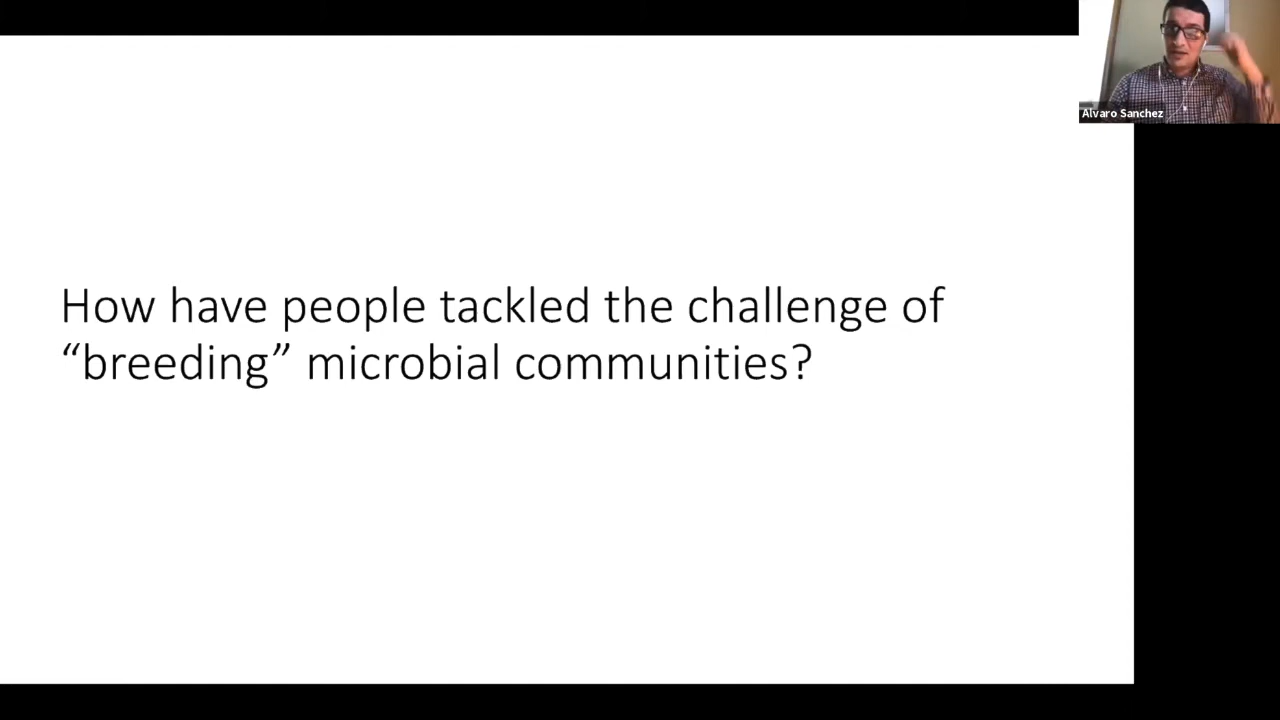 Alvaro Sanchez
How have people tackled the challenge of
“breeding” microbial communities?